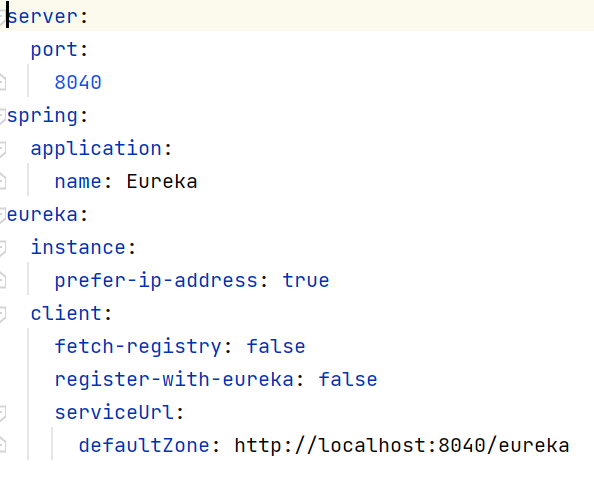 server:
  port:
    8040
spring:
  application:
    name: Eureka
eureka:
  instance:
    prefer-ip-address: true
  client:
    fetch-registry: false
    register-with-eureka: false
    serviceUrl:
      defaultZone: http://localhost:8040/eureka